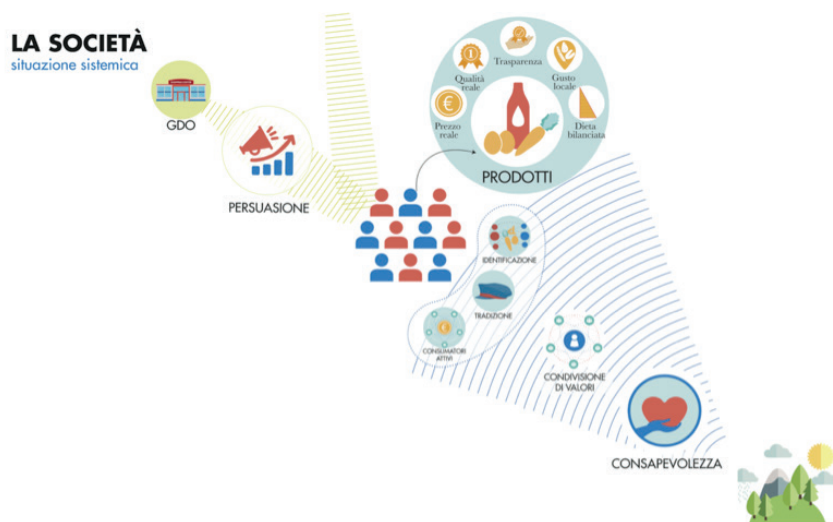 LA SOCIETÀ
situazione sistemica
GDO
PERSUASIONE
Prezzo
reale
Qualità
reale
Trasparenza
Gusto
locale
Dieta
bilanciata
PRODOTTI
IDENTIFICAZIONE
TRADIZIONE
CONSUMATORI
ATTIVI
CONDIVISIONE
DI VALORI
CONSAPEVOLEZZA